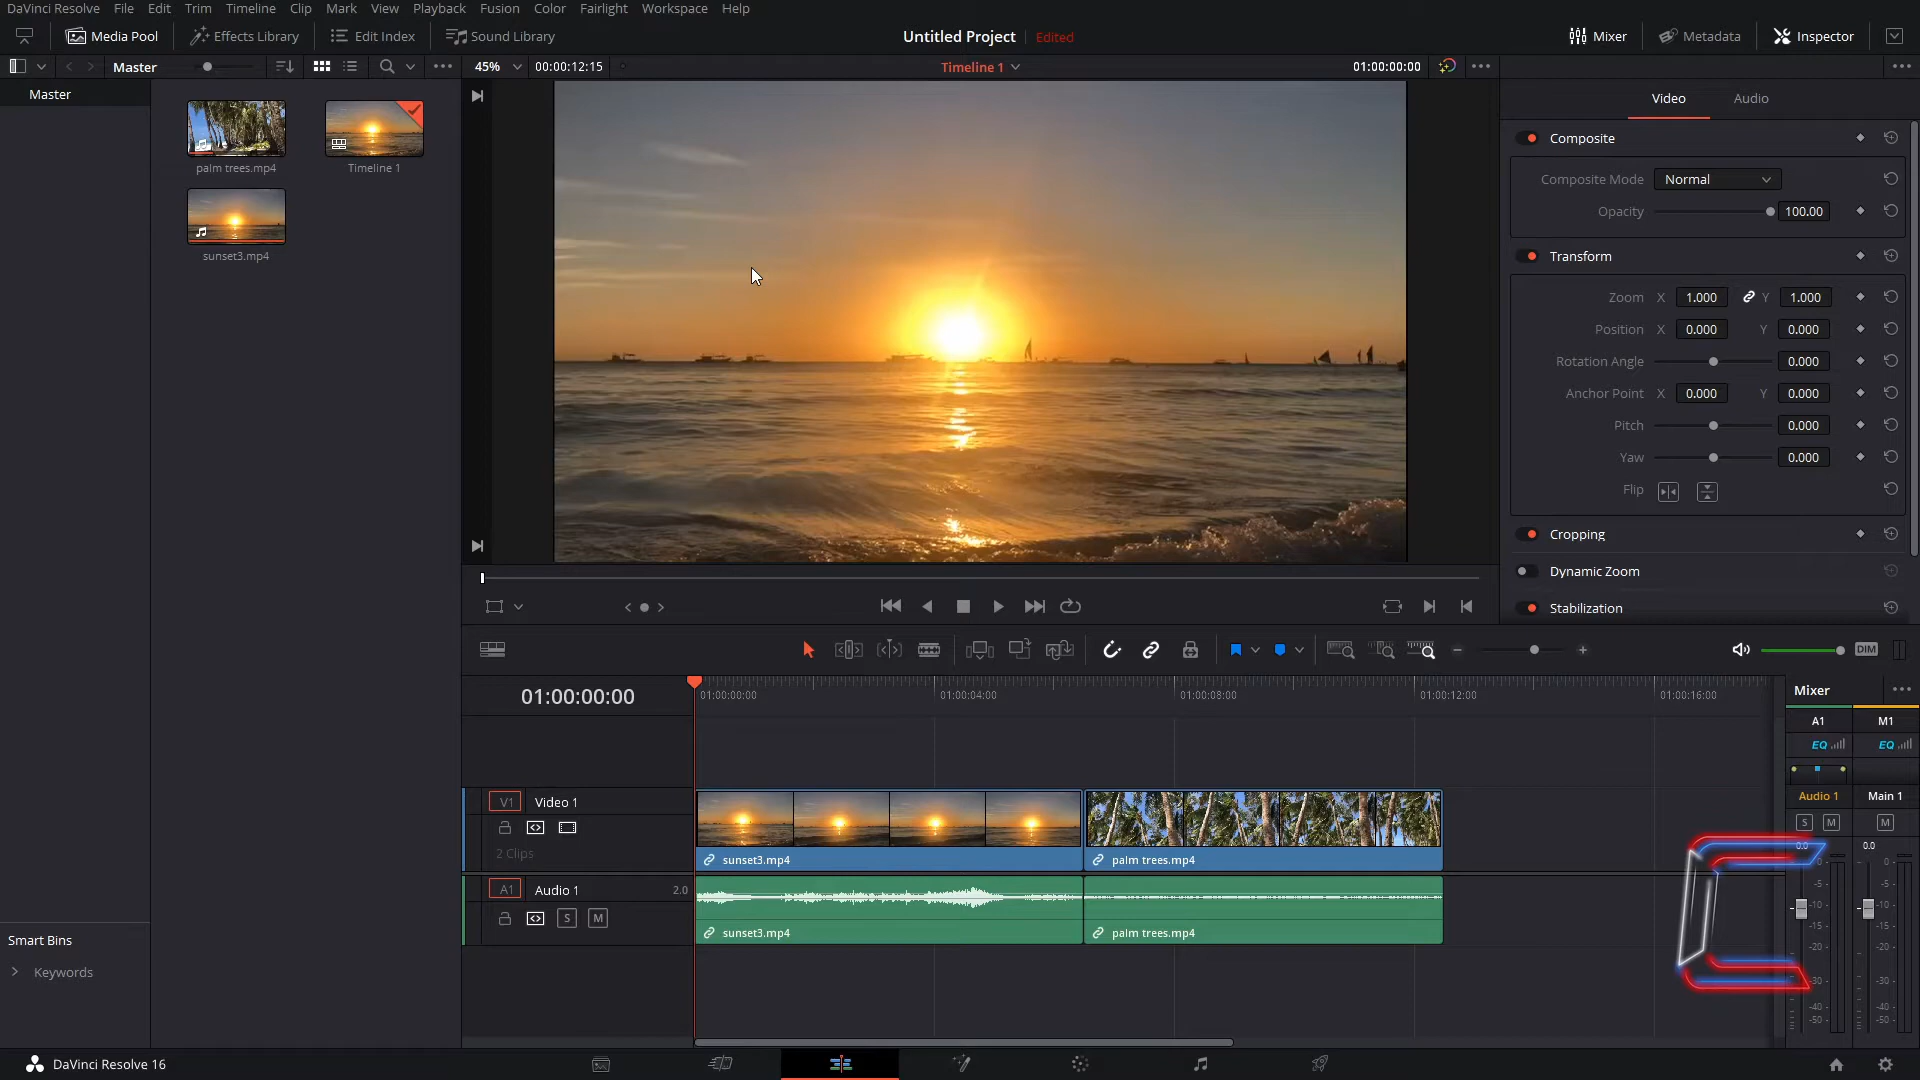 DaVinci Resolve File Edit Trim Timeline Clip Mark View Playback Fusion Color Fairlight Workspace Help
Media Pool Effects Library Edit Index Sound Library Untitled Project Edited Mixer Metadata Inspector
Master 45% 00:00:12:15 Timeline 1 01:00:00:00
Master
palm trees.mp4 Timeline 1
sunset3.mp4
Video Audio
Composite
Composite Mode Normal
Opacity 100.00
Transform
Zoom X 1.000 Y 1.000
Position X 0.000 Y 0.000
Rotation Angle 0.000
Anchor Point X 0.000 Y 0.000
Pitch 0.000
Yaw 0.000
Flip
Cropping
Dynamic Zoom
Stabilization
DIM
01:00:00:00 01:00:00:00 01:00:04:00 01:00:08:00 01:00:12:00 01:00:16:00
V1 Video 1
2 Clips
sunset3.mp4 palm trees.mp4
A1 Audio 1 2.0
S M
sunset3.mp4 palm trees.mp4
Mixer
A1 M1
EQ EQ
Audio 1 Main 1
S M M
0.0 0.0
0 0
-5 -5
-10 -10
-15 -15
-20 -20
-30 -30
-40 -40
-50 -50
Smart Bins
Keywords
DaVinci Resolve 16